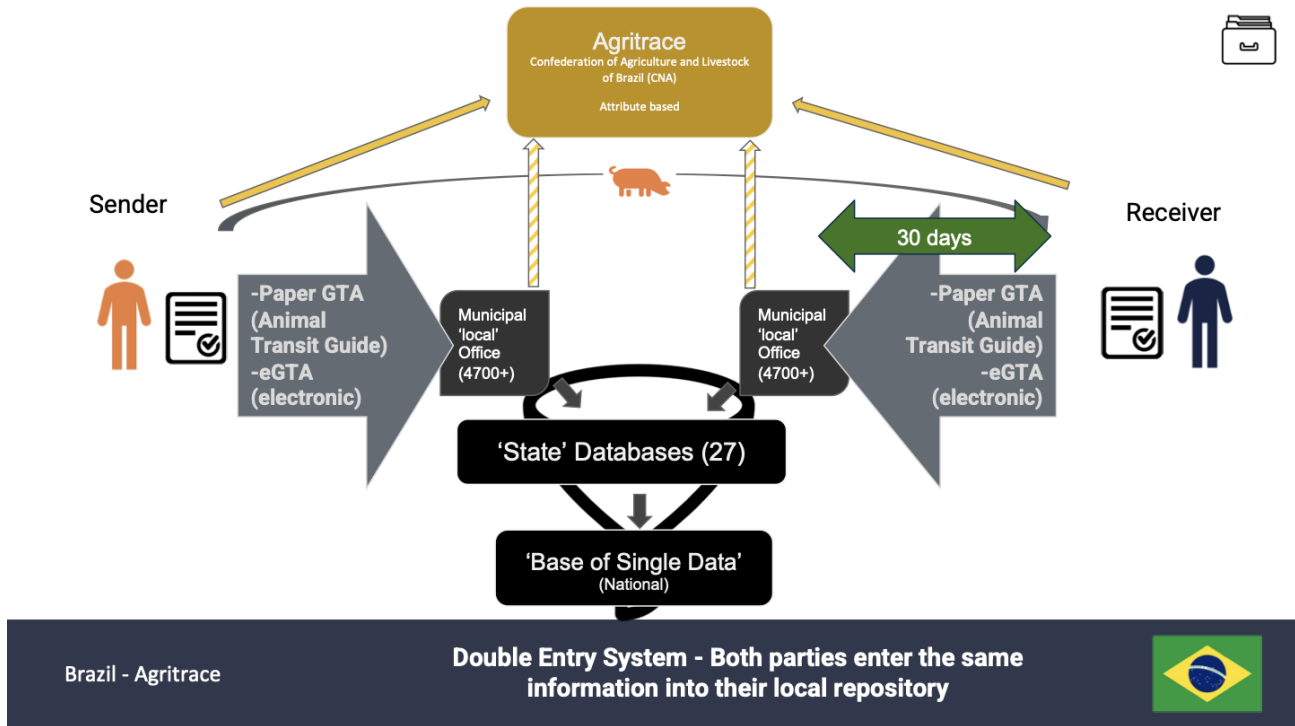 Agritrace
Confederation of Agriculture and Livestock
of Brazil (CNA)
Attribute based
Sender
Receiver
30 days
-Paper GTA
(Animal
Transit Guide)
-eGTA
(electronic)
Municipal
‘local’
Office
(4700+)
Municipal
‘local’
Office
(4700+)
-Paper GTA
(Animal
Transit Guide)
-eGTA
(electronic)
‘State’ Databases (27)
‘Base of Single Data’
(National)
Brazil - Agritrace
Double Entry System - Both parties enter the same
information into their local repository